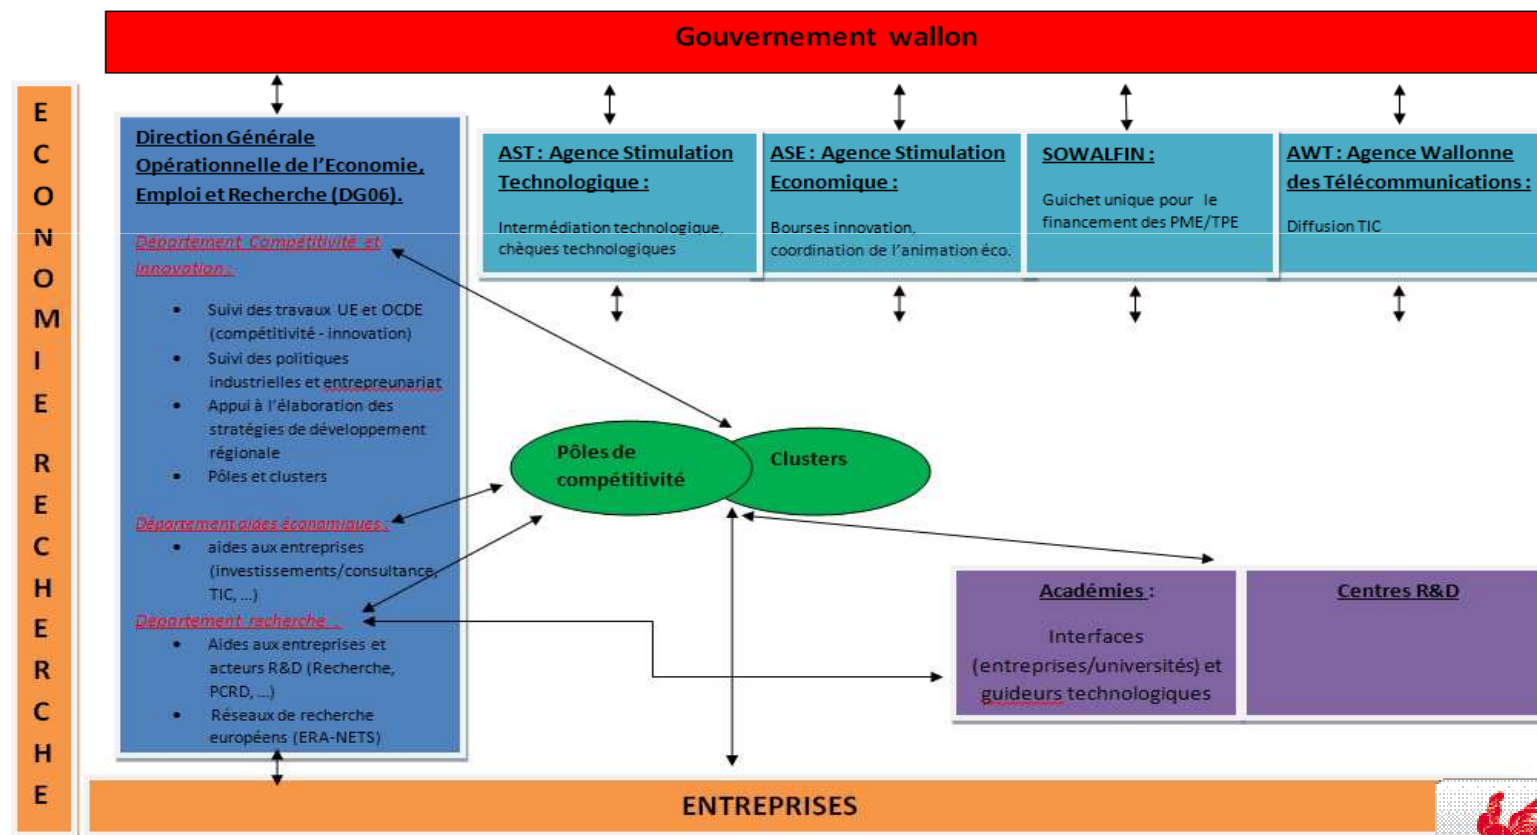 Gouvernement wallon
ECONOMIE RECHERCHE
Direction Générale
Opérationnelle de l'Economie,
Emploi et Recherche (DG06).
Département Compétitivité et
Innovation :
• Suivi des travaux UE et OCDE
(compétitivité - innovation)
• Suivi des politiques
industrielles et entrepreunariat
• Appui à l'élaboration des
stratégies de développement
régionale
• Pôles et clusters
Département aides économiques :
• aides aux entreprises
(investissements/consultance,
TIC, ...)
Département recherche :
• Aides aux entreprises et
acteurs R&D (Recherche,
PCRD, ...)
• Réseaux de recherche
européens (ERA-NETS)
AST : Agence Stimulation
Technologique :
Intermédiation technologique,
chèques technologiques
ASE : Agence Stimulation
Economique :
Bourses innovation,
coordination de l'animation éco.
SOWALFIN :
Guichet unique pour le
financement des PME/TPE
AWT : Agence Wallonne
des Télécommunications :
Diffusion TIC
Pôles de
compétitivité
Clusters
Académies :
Interfaces
(entreprises/universités) et
guideurs technologiques
Centres R&D
ENTREPRISES